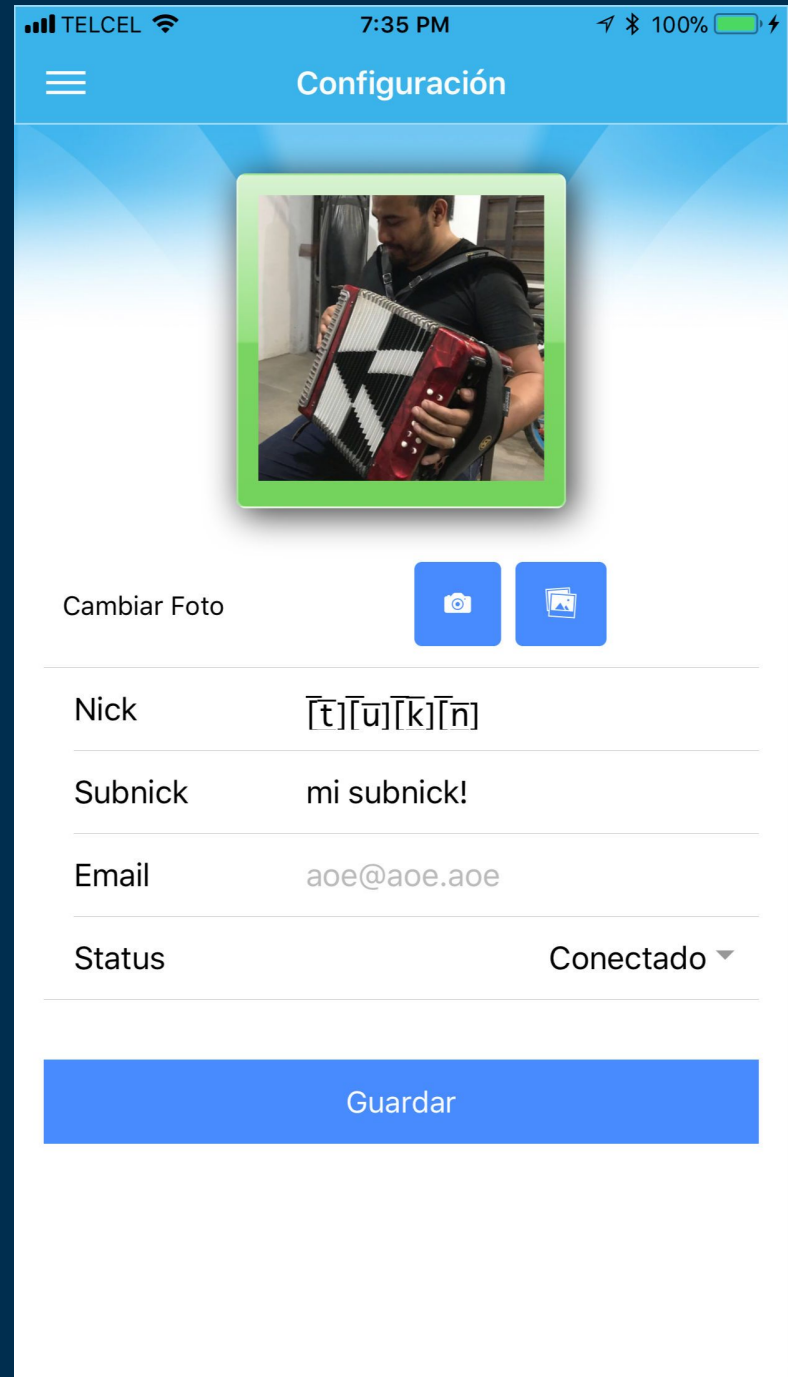 TELCEL 7:35 PM 100%
Configuración
Cambiar Foto
Nick [̲̅t][̲̅u][̲̅k][̲̅n]
Subnick mi subnick!
Email aoe@aoe.aoe
Status Conectado
Guardar